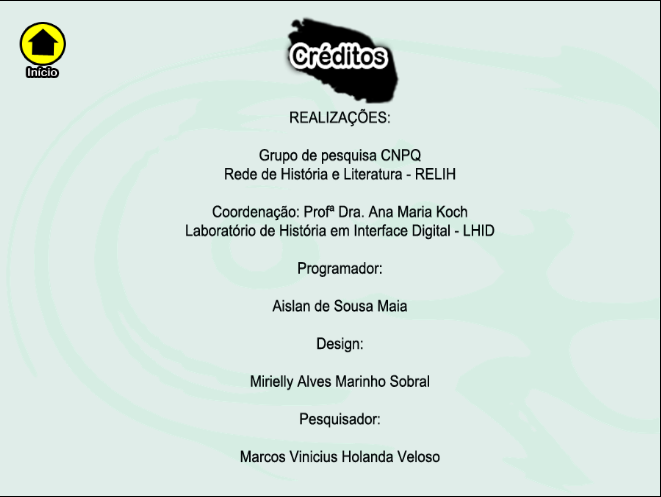 Créditos
Início
REALIZAÇÕES:
Grupo de pesquisa CNPQ
Rede de História e Literatura - RELIH
Coordenação: Profª Dra. Ana Maria Koch
Laboratório de História em Interface Digital - LHID
Programador:
Aislan de Sousa Maia
Design:
Mirielly Alves Marinho Sobral
Pesquisador:
Marcos Vinicius Holanda Veloso